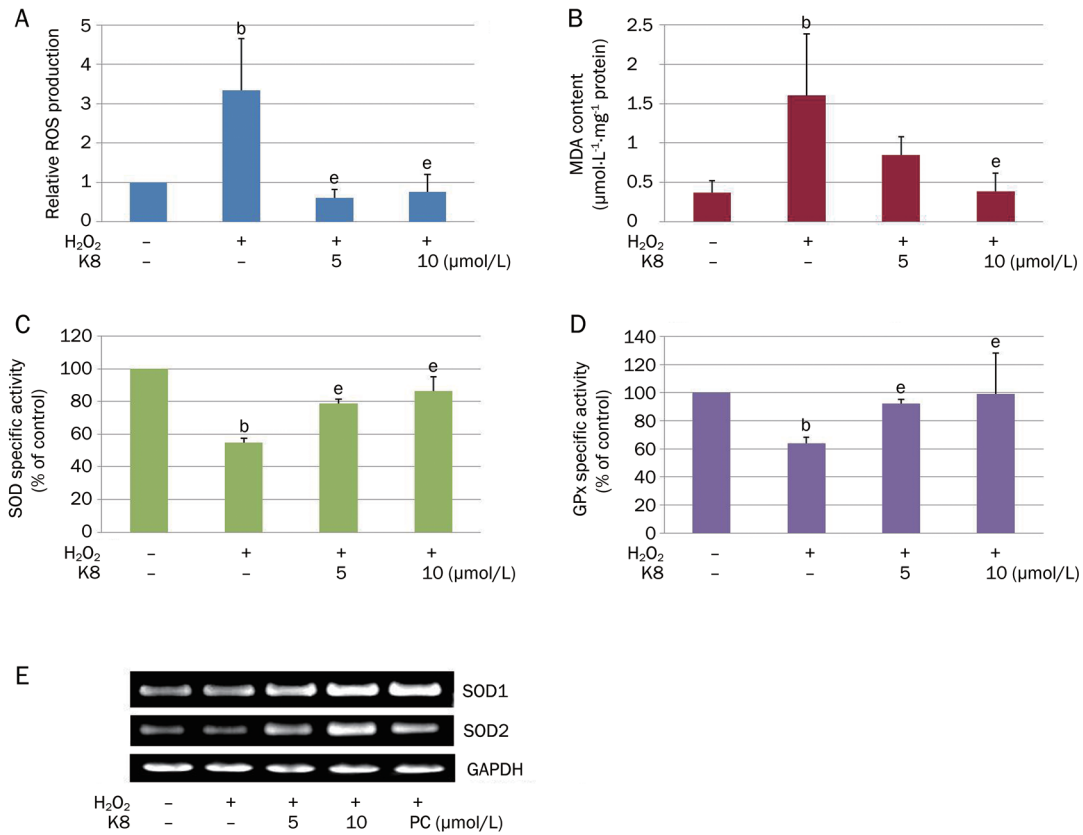 A
Relative ROS production
5
4
3
2
1
0
b
e
e
H₂O₂ – + + +
K8 – – 5 10 (μmol/L)
B
MDA content
(μmol·L⁻¹·mg⁻¹ protein)
2.5
2
1.5
1
0.5
0
b
e
H₂O₂ – + + +
K8 – – 5 10 (μmol/L)
C
SOD specific activity
(% of control)
120
100
80
60
40
20
0
b
e
e
H₂O₂ – + + +
K8 – – 5 10 (μmol/L)
D
GPx specific activity
(% of control)
140
120
100
80
60
40
20
0
b
e
e
H₂O₂ – + + +
K8 – – 5 10 (μmol/L)
E
SOD1
SOD2
GAPDH
H₂O₂ – + + + +
K8 – – 5 10 PC (μmol/L)